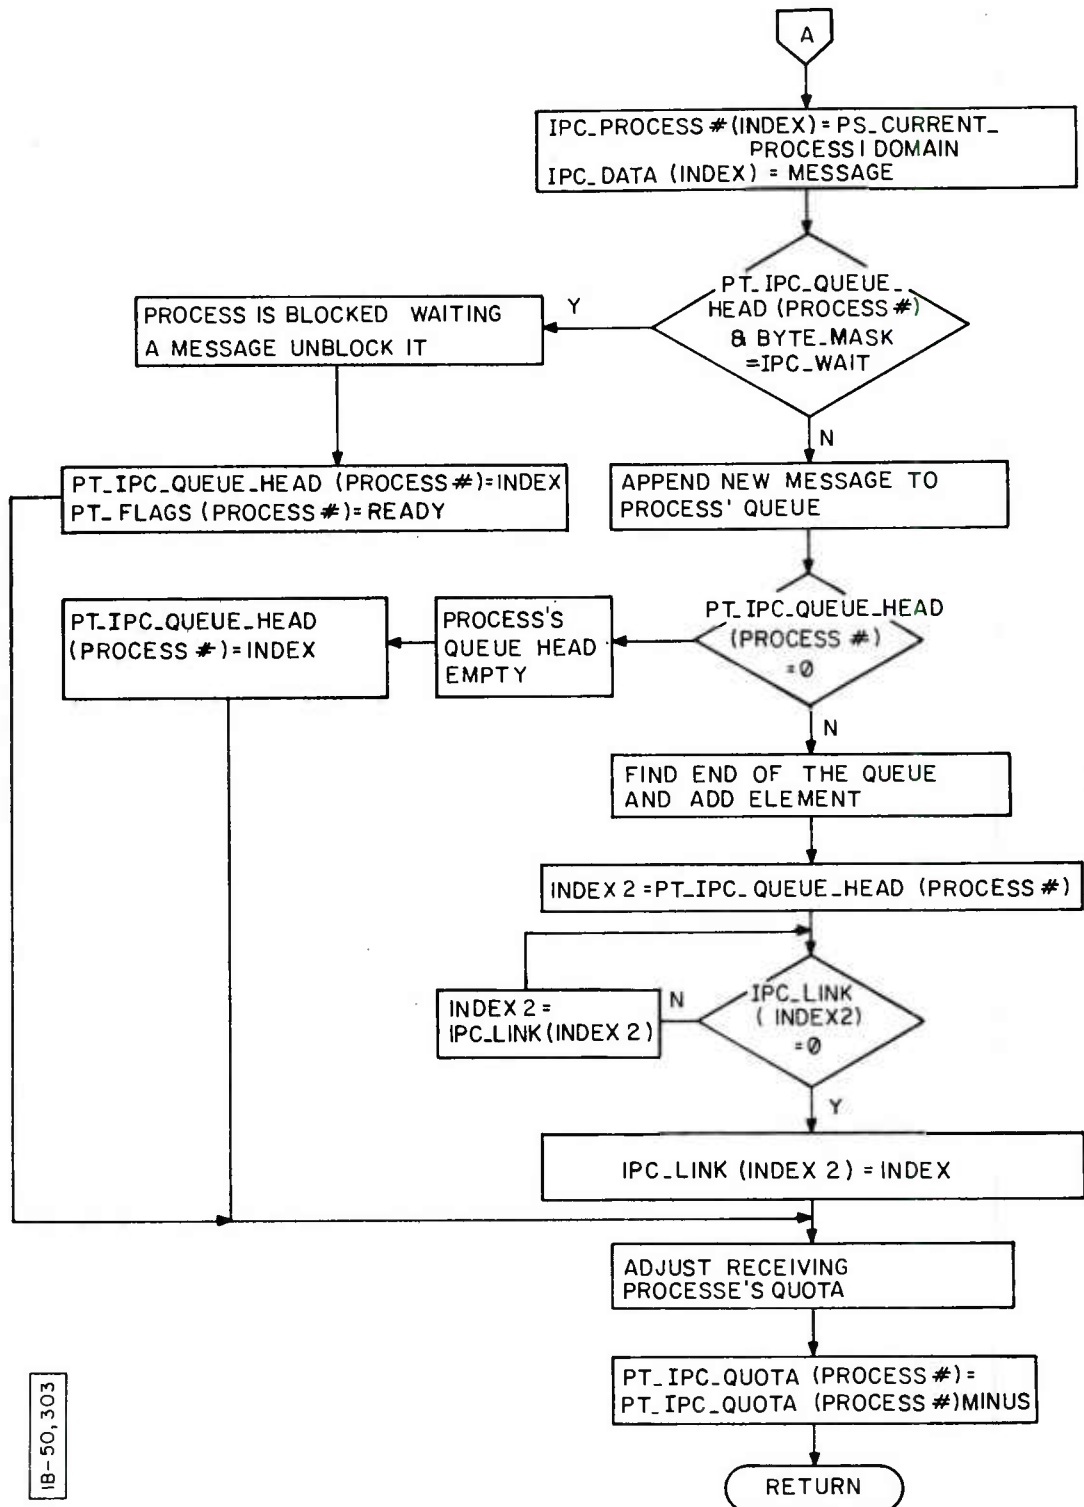 A
IPC_PROCESS #(INDEX)=PS_CURRENT_
PROCESS|DOMAIN
IPC_DATA (INDEX) = MESSAGE
PT_IPC_QUEUE_
HEAD (PROCESS #)
& BYTE_MASK
=IPC_WAIT
Y
PROCESS IS BLOCKED WAITING
A MESSAGE UNBLOCK IT
N
PT_IPC_QUEUE_HEAD (PROCESS #)=INDEX
PT_FLAGS (PROCESS #)=READY
APPEND NEW MESSAGE TO
PROCESS' QUEUE
PT_IPC_QUEUE_HEAD
(PROCESS #)
=0
PROCESS'S
QUEUE HEAD
EMPTY
PT_IPC_QUEUE_HEAD
(PROCESS #)=INDEX
N
FIND END OF THE QUEUE
AND ADD ELEMENT
INDEX 2 =PT_IPC_QUEUE_HEAD (PROCESS #)
IPC_LINK
( INDEX2)
=0
N
INDEX 2 =
IPC_LINK(INDEX 2)
Y
IPC_LINK (INDEX 2) = INDEX
ADJUST RECEIVING
PROCESSE'S QUOTA
PT_IPC_QUOTA (PROCESS #)=
PT_IPC_QUOTA (PROCESS #)MINUS
RETURN
IB-50,303